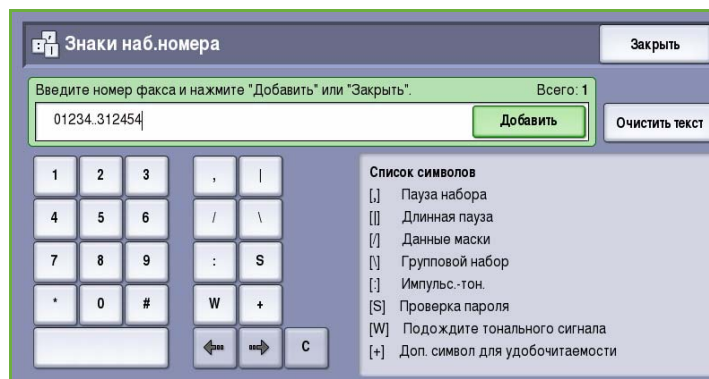 Знаки наб.номера
Закрыть
Введите номер факса и нажмите "Добавить" или "Закрыть".
Всего: 1
01234..312454
Добавить
Очистить текст
1 2 3 , |
4 5 6 / \
7 8 9 : S
* 0 # W +
C
Список символов
[,] Пауза набора
[|] Длинная пауза
[/] Данные маски
[\] Групповой набор
[:] Импульс.-тон.
[S] Проверка пароля
[W] Подождите тонального сигнала
[+] Доп. символ для удобочитаемости